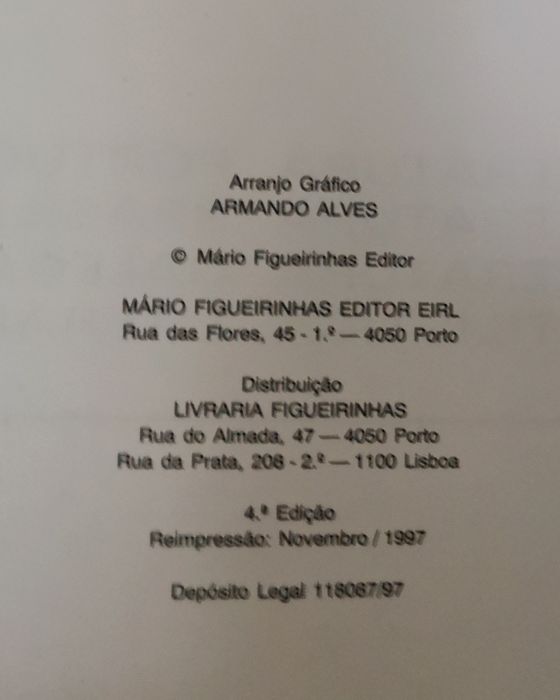 Arranjo Gráfico
ARMANDO ALVES
© Mário Figueirinhas Editor
MÁRIO FIGUEIRINHAS EDITOR EIRL
Rua das Flores, 45 - 1.º — 4050 Porto
Distribuição
LIVRARIA FIGUEIRINHAS
Rua do Almada, 47 — 4050 Porto
Rua da Prata, 208 - 2.º — 1100 Lisboa
4.ª Edição
Reimpressão: Novembro / 1997
Depósito Legal 118087/97